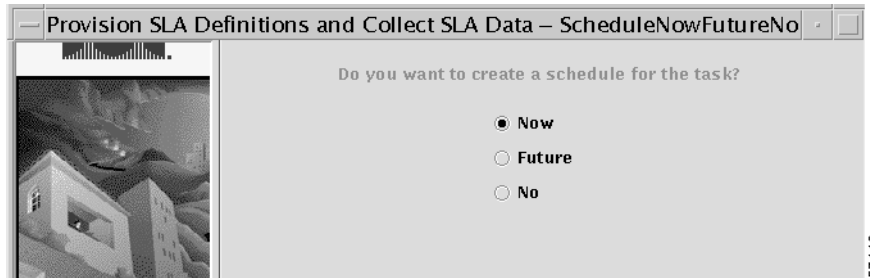 Provision SLA Definitions and Collect SLA Data – ScheduleNowFutureNo
Do you want to create a schedule for the task?
Now
Future
No